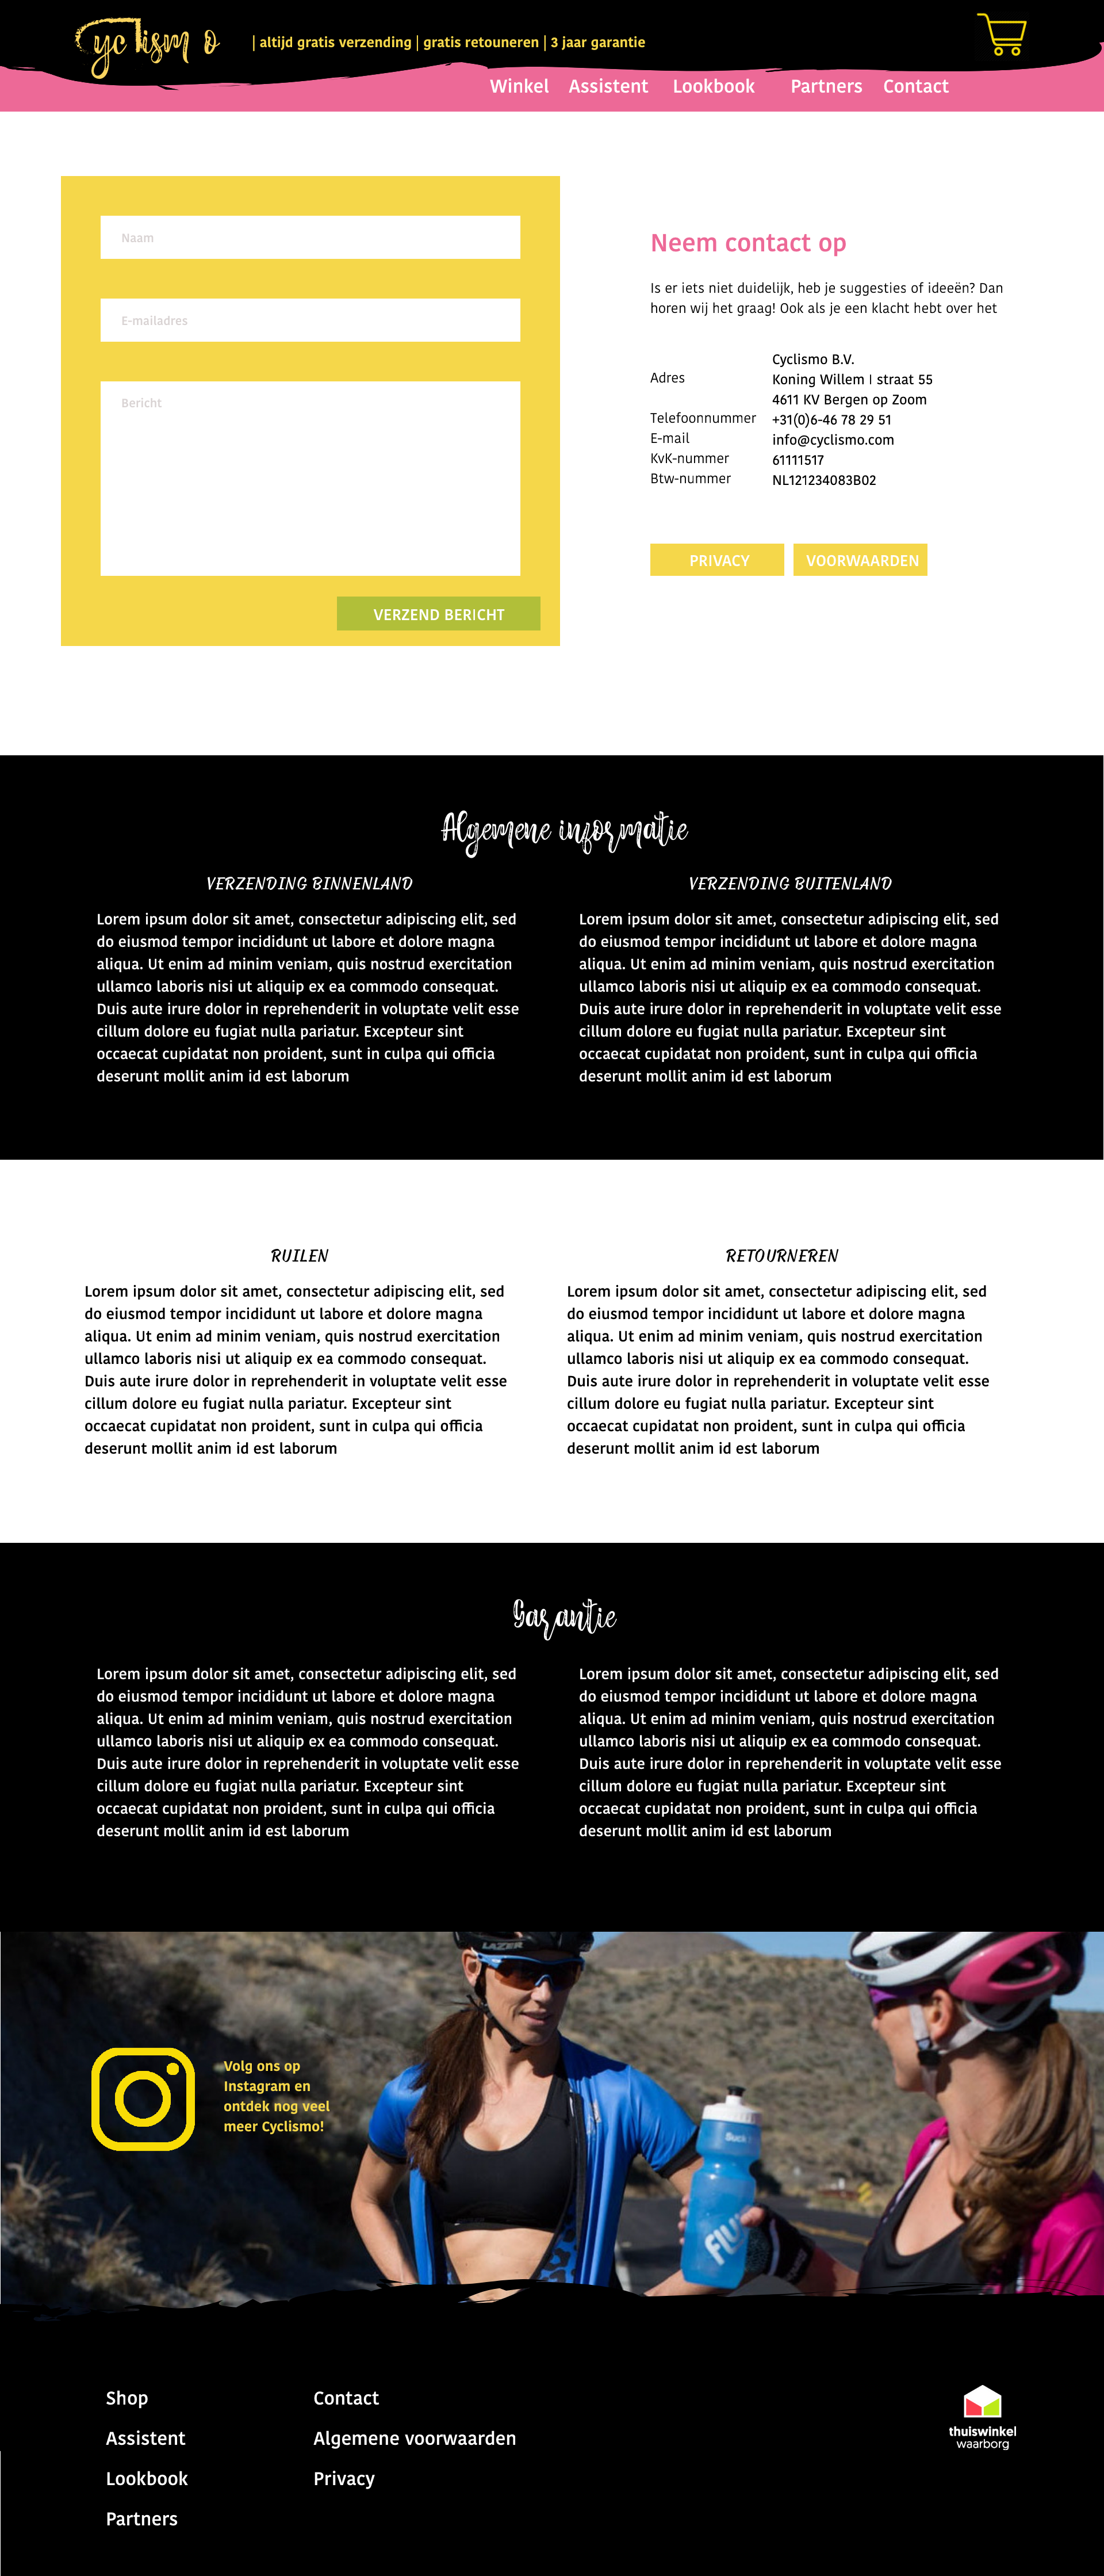 Cyclismo
| altijd gratis verzending | gratis retouneren | 3 jaar garantie
Winkel Assistent Lookbook Partners Contact
Naam
E-mailadres
Bericht
VERZEND BERICHT
Neem contact op
Is er iets niet duidelijk, heb je suggesties of ideeën? Dan
horen wij het graag! Ook als je een klacht hebt over het
Cyclismo B.V.
Adres Koning Willem I straat 55
4611 KV Bergen op Zoom
Telefoonnummer +31(0)6-46 78 29 51
E-mail info@cyclismo.com
KvK-nummer 61111517
Btw-nummer NL121234083B02
PRIVACY VOORWAARDEN
Algemene informatie
VERZENDING BINNENLAND
Lorem ipsum dolor sit amet, consectetur adipiscing elit, sed
do eiusmod tempor incididunt ut labore et dolore magna
aliqua. Ut enim ad minim veniam, quis nostrud exercitation
ullamco laboris nisi ut aliquip ex ea commodo consequat.
Duis aute irure dolor in reprehenderit in voluptate velit esse
cillum dolore eu fugiat nulla pariatur. Excepteur sint
occaecat cupidatat non proident, sunt in culpa qui officia
deserunt mollit anim id est laborum
VERZENDING BUITENLAND
Lorem ipsum dolor sit amet, consectetur adipiscing elit, sed
do eiusmod tempor incididunt ut labore et dolore magna
aliqua. Ut enim ad minim veniam, quis nostrud exercitation
ullamco laboris nisi ut aliquip ex ea commodo consequat.
Duis aute irure dolor in reprehenderit in voluptate velit esse
cillum dolore eu fugiat nulla pariatur. Excepteur sint
occaecat cupidatat non proident, sunt in culpa qui officia
deserunt mollit anim id est laborum
RUILEN
Lorem ipsum dolor sit amet, consectetur adipiscing elit, sed
do eiusmod tempor incididunt ut labore et dolore magna
aliqua. Ut enim ad minim veniam, quis nostrud exercitation
ullamco laboris nisi ut aliquip ex ea commodo consequat.
Duis aute irure dolor in reprehenderit in voluptate velit esse
cillum dolore eu fugiat nulla pariatur. Excepteur sint
occaecat cupidatat non proident, sunt in culpa qui officia
deserunt mollit anim id est laborum
RETOURNEREN
Lorem ipsum dolor sit amet, consectetur adipiscing elit, sed
do eiusmod tempor incididunt ut labore et dolore magna
aliqua. Ut enim ad minim veniam, quis nostrud exercitation
ullamco laboris nisi ut aliquip ex ea commodo consequat.
Duis aute irure dolor in reprehenderit in voluptate velit esse
cillum dolore eu fugiat nulla pariatur. Excepteur sint
occaecat cupidatat non proident, sunt in culpa qui officia
deserunt mollit anim id est laborum
Garantie
Lorem ipsum dolor sit amet, consectetur adipiscing elit, sed
do eiusmod tempor incididunt ut labore et dolore magna
aliqua. Ut enim ad minim veniam, quis nostrud exercitation
ullamco laboris nisi ut aliquip ex ea commodo consequat.
Duis aute irure dolor in reprehenderit in voluptate velit esse
cillum dolore eu fugiat nulla pariatur. Excepteur sint
occaecat cupidatat non proident, sunt in culpa qui officia
deserunt mollit anim id est laborum
Lorem ipsum dolor sit amet, consectetur adipiscing elit, sed
do eiusmod tempor incididunt ut labore et dolore magna
aliqua. Ut enim ad minim veniam, quis nostrud exercitation
ullamco laboris nisi ut aliquip ex ea commodo consequat.
Duis aute irure dolor in reprehenderit in voluptate velit esse
cillum dolore eu fugiat nulla pariatur. Excepteur sint
occaecat cupidatat non proident, sunt in culpa qui officia
deserunt mollit anim id est laborum
LAZER
Volg ons op
Instagram en
ontdek nog veel
meer Cyclismo!
Shop
Assistent
Lookbook
Partners
Contact
Algemene voorwaarden
Privacy
thuiswinkel
waarborg